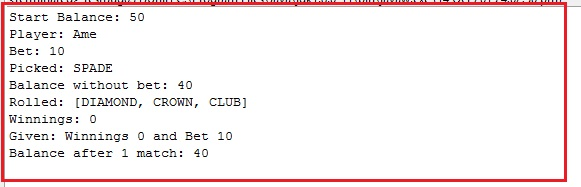 Start Balance: 50
Player: Ame
Bet: 10
Picked: SPADE
Balance without bet: 40
Rolled: [DIAMOND, CROWN, CLUB]
Winnings: 0
Given: Winnings 0 and Bet 10
Balance after 1 match: 40